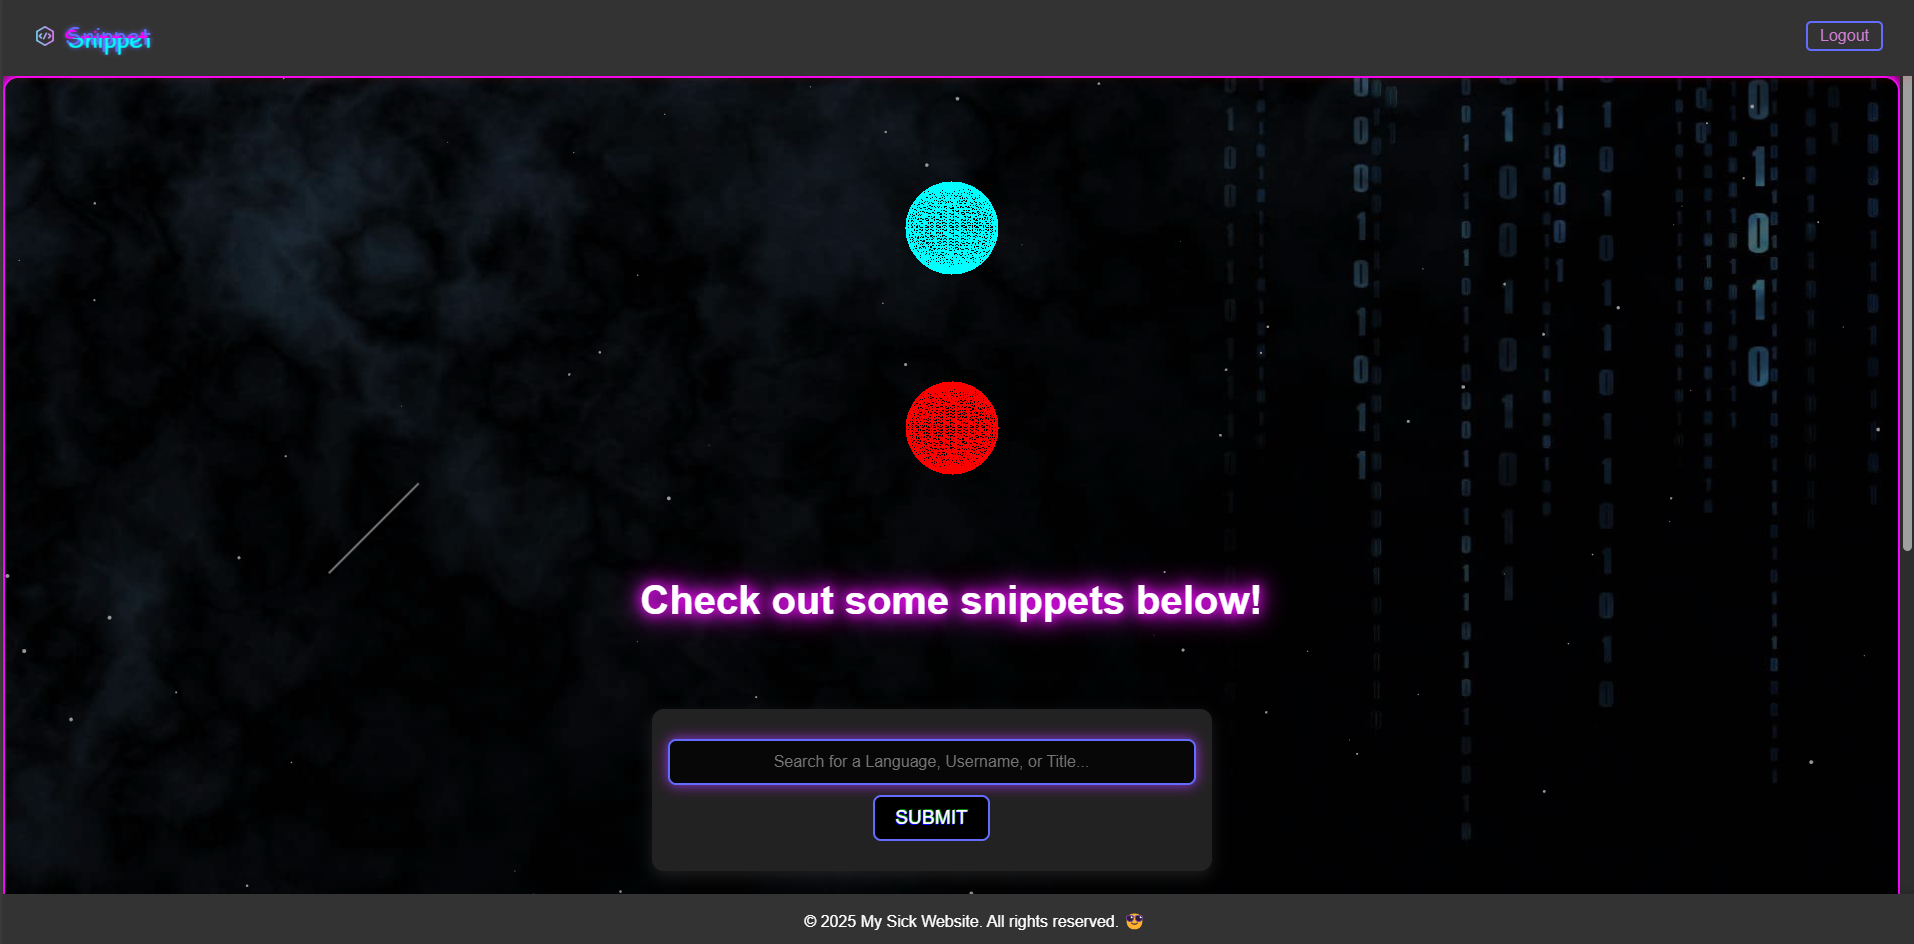 Snippet
Logout
Check out some snippets below!
Search for a Language, Username, or Title...
SUBMIT
© 2025 My Sick Website. All rights reserved. 😎